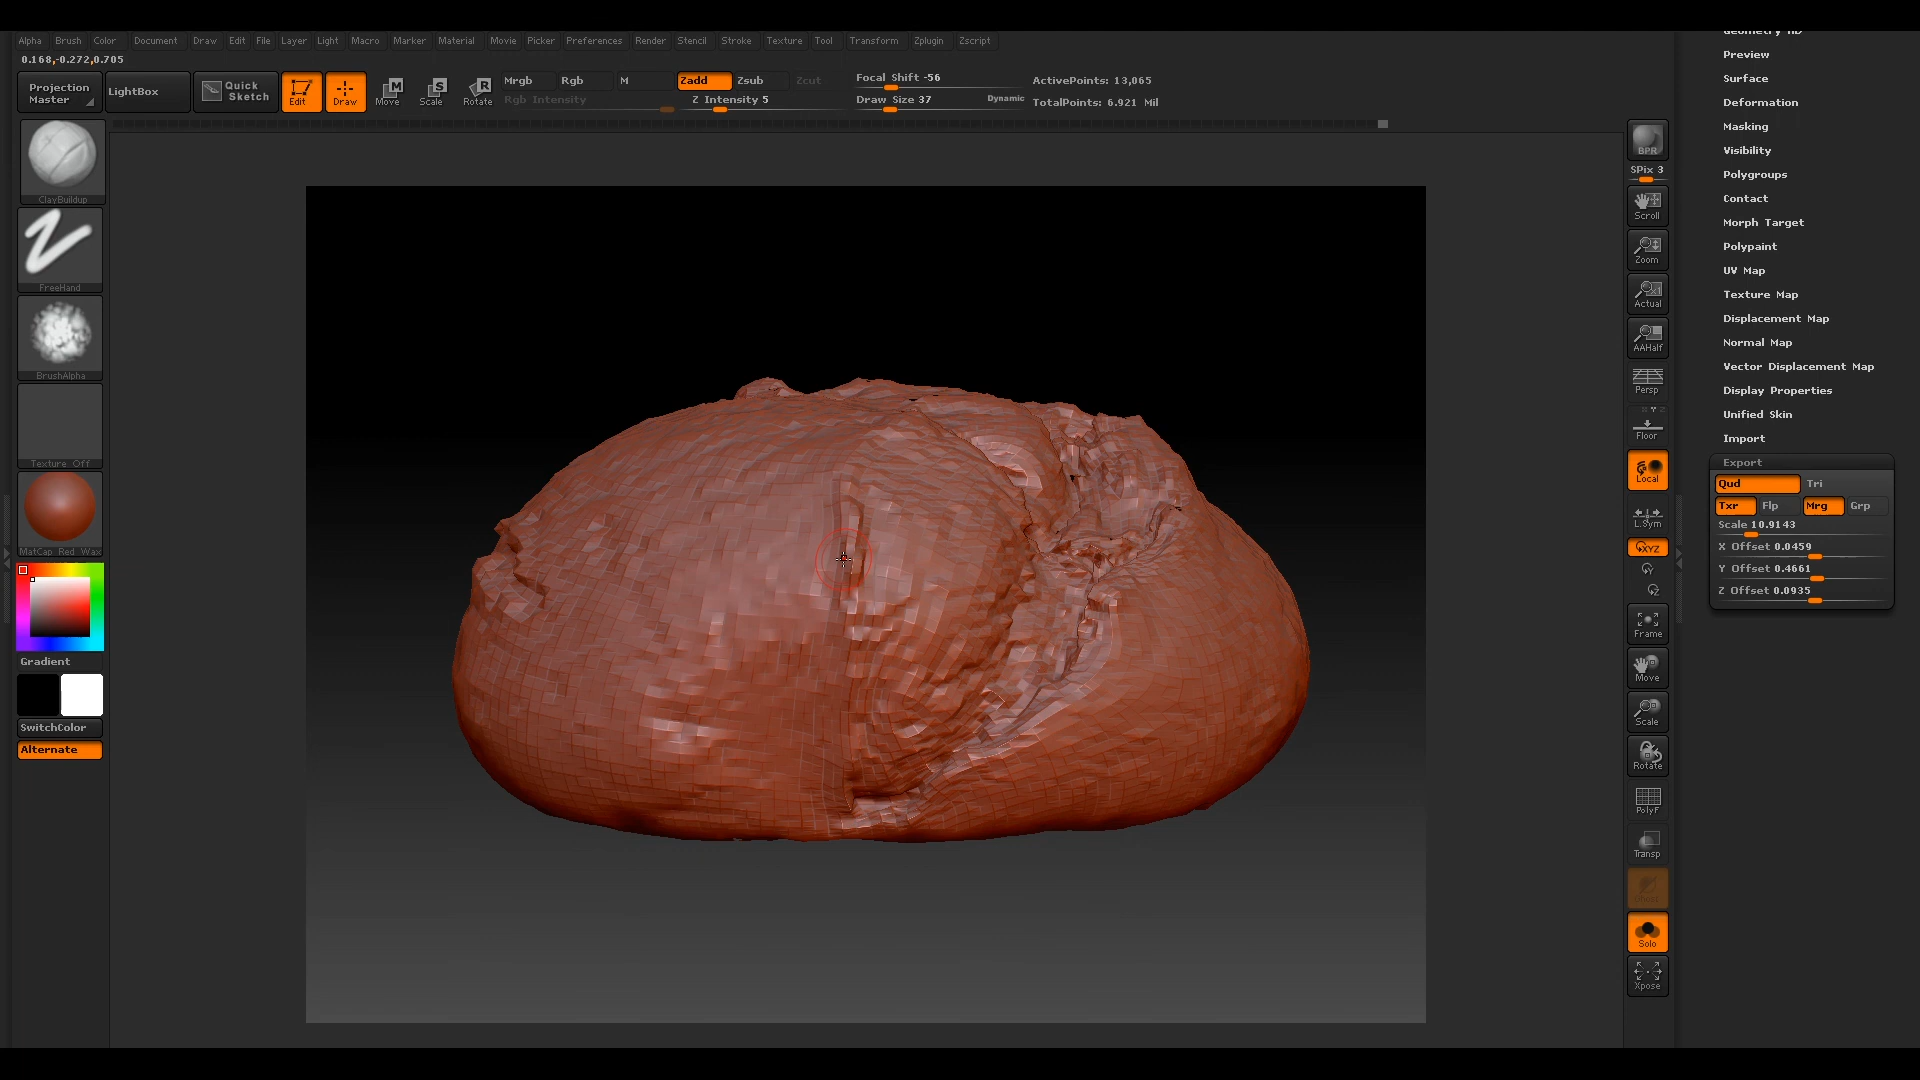 Alpha Brush Color Document Draw Edit File Layer Light Macro Marker Material Movie Picker Preferences Render Stencil Stroke Texture Tool Transform Zplugin Zscript
0.168,-0.272,0.705
Projection Master
LightBox
Quick Sketch
Edit
Draw
Move
Scale
Rotate
Mrgb Rgb M Zadd Zsub Zcut
Rgb Intensity Z Intensity 5
Focal Shift -56
Draw Size 37 Dynamic
ActivePoints: 13,065
TotalPoints: 6.921 Mil
ClayBuildup
FreeHand
BrushAlpha
Texture Off
MatCap Red Wax
Gradient
SwitchColor
Alternate
BPR
SPix 3
Scroll
Zoom
Actual
AAHalf
Persp
Floor
Local
L.Sym
XYZ
Y
Z
Frame
Move
Scale
Rotate
PolyF
Transp
Ghost
Solo
Xpose
Geometry HD
Preview
Surface
Deformation
Masking
Visibility
Polygroups
Contact
Morph Target
Polypaint
UV Map
Texture Map
Displacement Map
Normal Map
Vector Displacement Map
Display Properties
Unified Skin
Import
Export
Qud Tri
Txr Flp Mrg Grp
Scale 10.9143
X Offset 0.0459
Y Offset 0.4661
Z Offset 0.0935